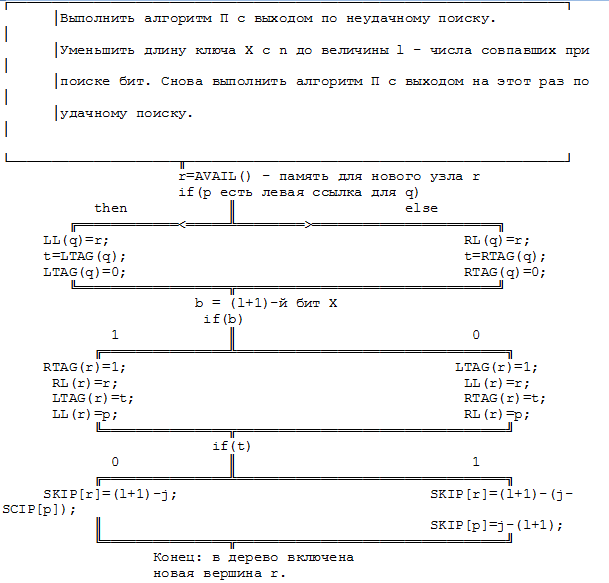 Выполнить алгоритм П с выходом по неудачному поиску.
Уменьшить длину ключа X с n до величины l - числа совпавших при
поиске бит. Снова выполнить алгоритм П с выходом на этот раз по
удачному поиску.
r=AVAIL() - память для нового узла r
if(p есть левая ссылка для q)
then else
< >
LL(q)=r; RL(q)=r;
t=LTAG(q); t=RTAG(q);
LTAG(q)=0; RTAG(q)=0;
b = (l+1)-й бит X
if(b)
1 0
RTAG(r)=1; LTAG(r)=1;
RL(r)=r; LL(r)=r;
LTAG(r)=t; RTAG(r)=t;
LL(r)=p; RL(r)=p;
if(t)
0 1
SKIP[r]=(l+1)-j; SKIP[r]=(l+1)-(j-
SCIP[p]);
SKIP[p]=j-(l+1);
Конец: в дерево включена
новая вершина r.